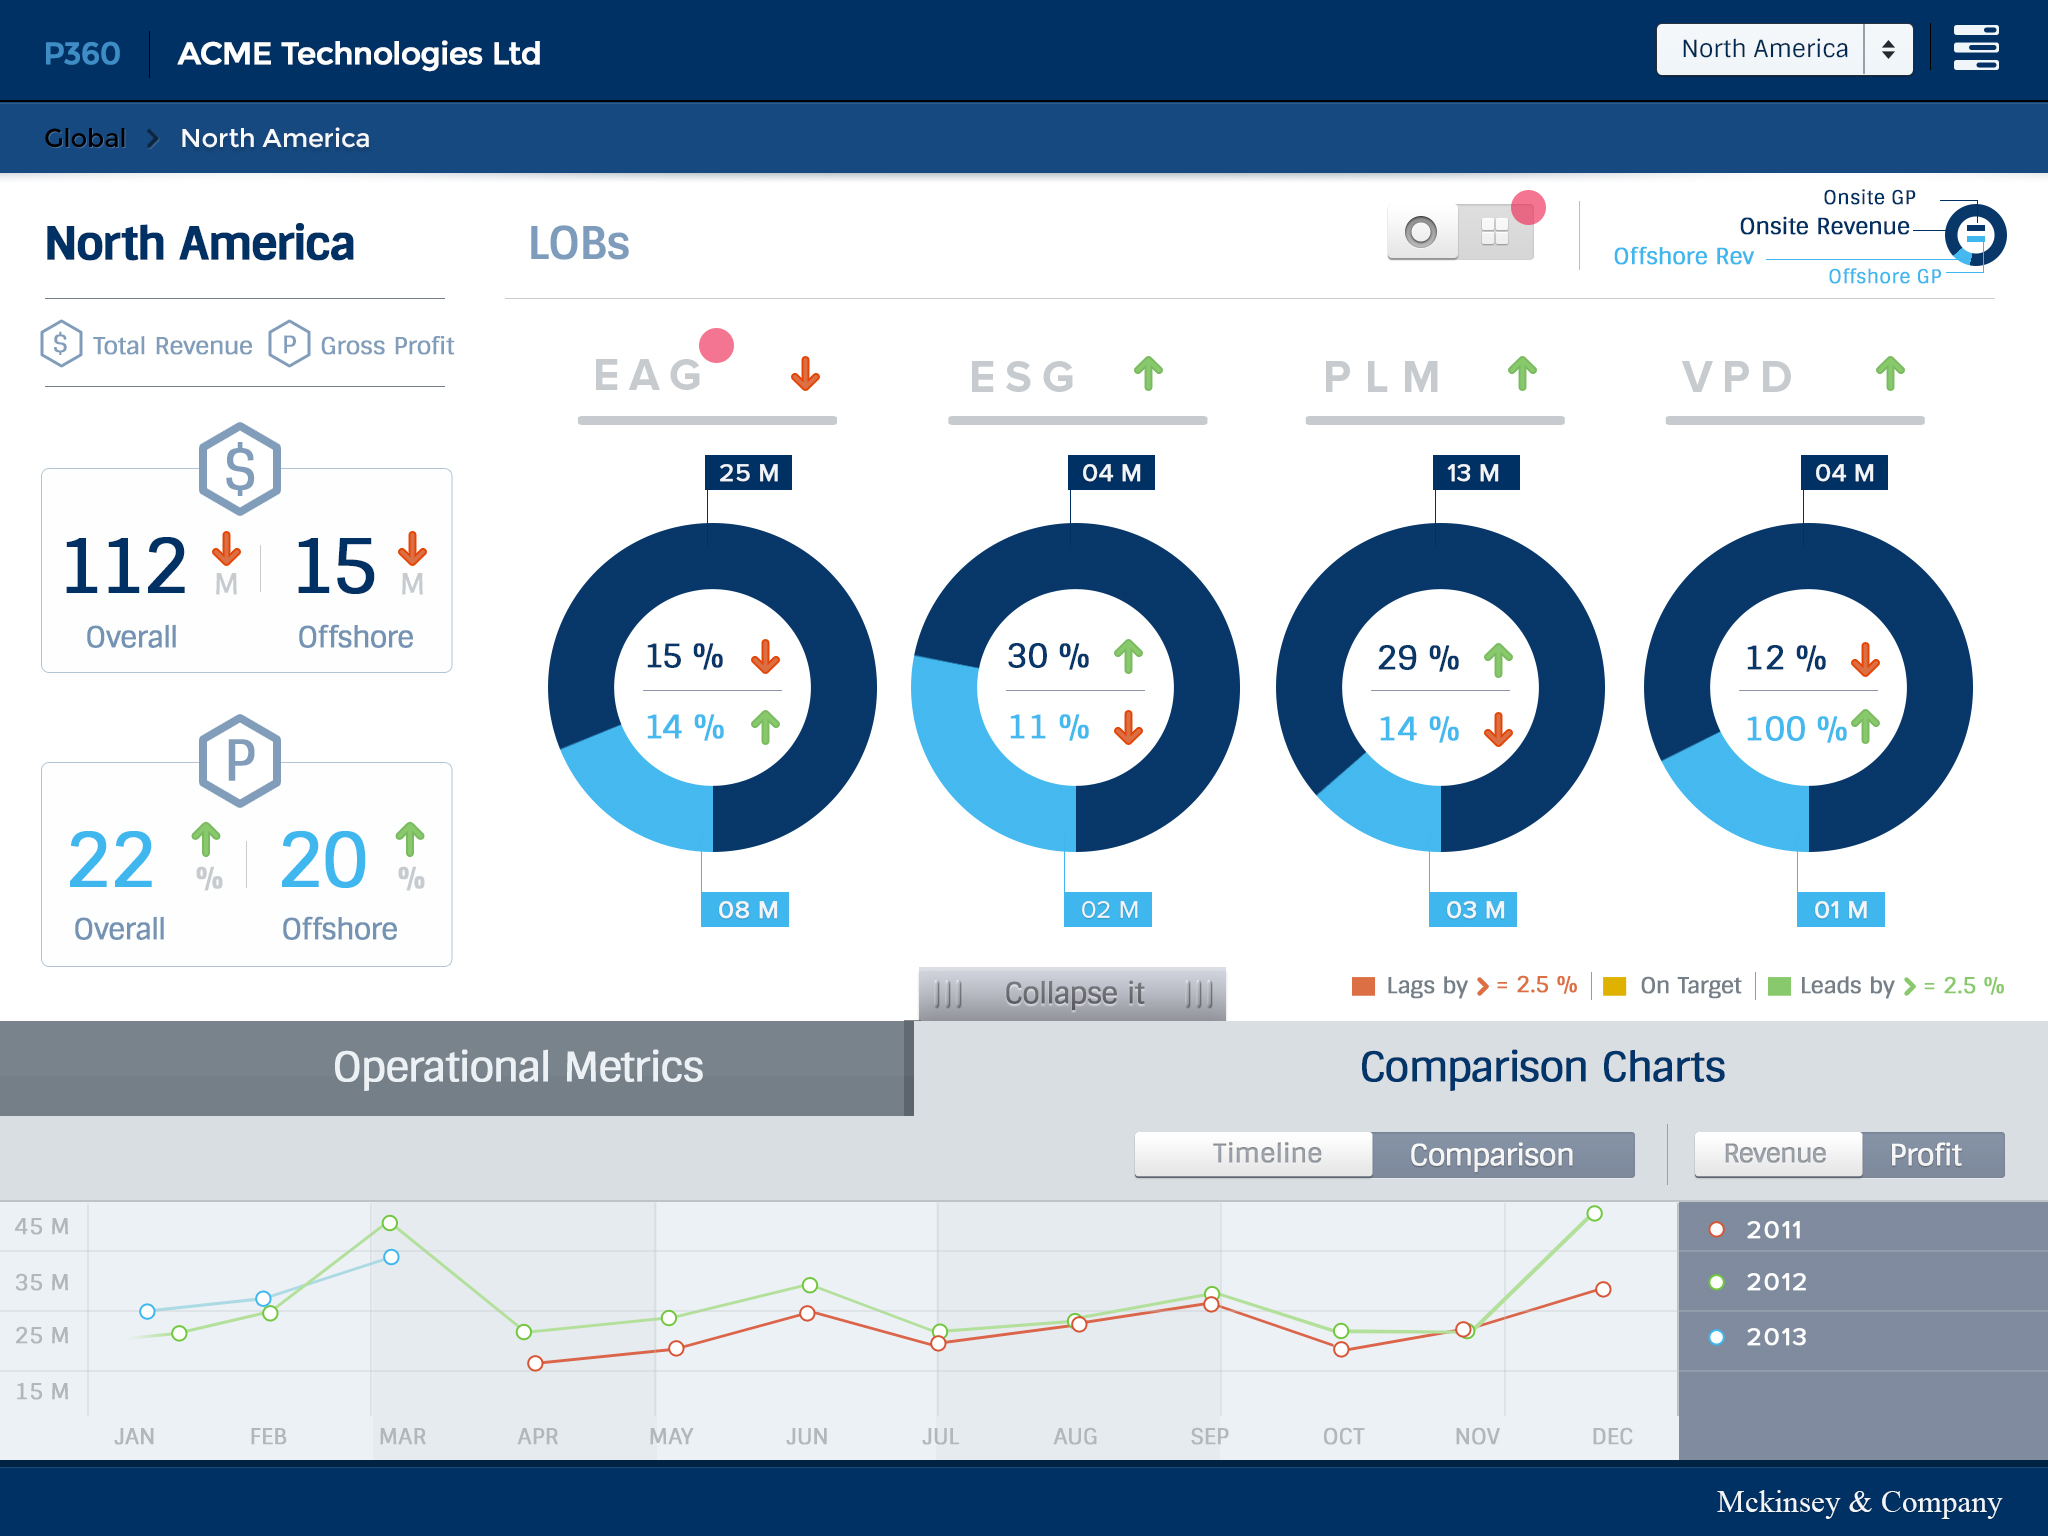 P360 ACME Technologies Ltd North America
Global North America
North America
$ Total Revenue P Gross Profit
$
112 M 15 M
Overall Offshore
P
22 % 20 %
Overall Offshore
LOBs
Onsite GP
Onsite Revenue
Offshore Rev
Offshore GP
EAG ESG PLM VPD
25 M 04 M 13 M 04 M
15 % 30 % 29 % 12 %
14 % 11 % 14 % 100 %
08 M 02 M 03 M 01 M
Collapse it
Lags by > = 2.5 % On Target Leads by > = 2.5 %
Operational Metrics Comparison Charts
Timeline Comparison Revenue Profit
45 M
35 M
25 M
15 M
JAN FEB MAR APR MAY JUN JUL AUG SEP OCT NOV DEC
2011
2012
2013
Mckinsey & Company